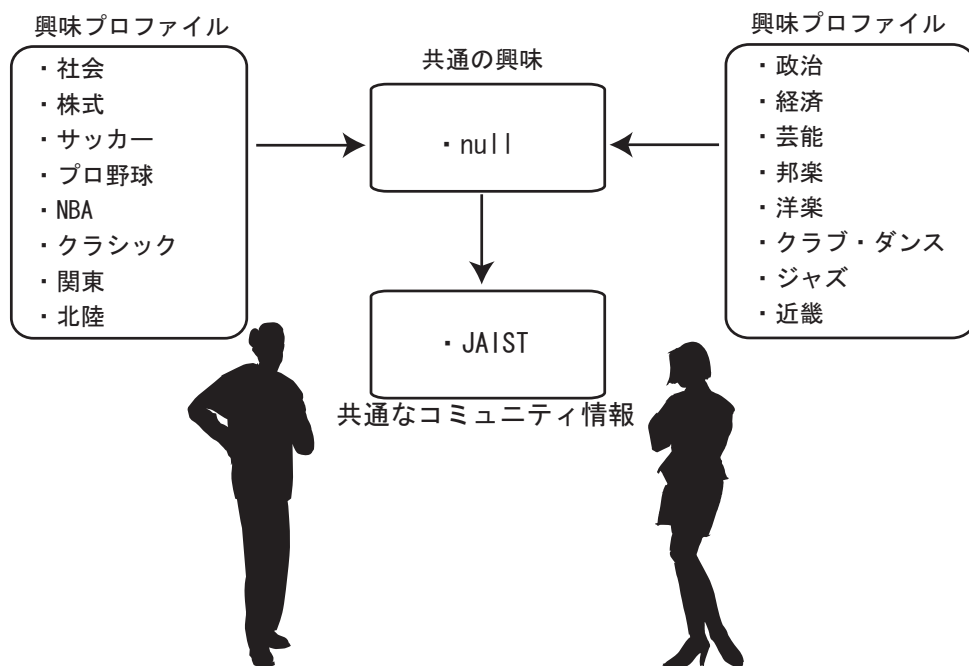 興味プロファイル
・社会
・株式
・サッカー
・プロ野球
・NBA
・クラシック
・関東
・北陸
共通の興味
・null
・JAIST
共通なコミュニティ情報
興味プロファイル
・政治
・経済
・芸能
・邦楽
・洋楽
・クラブ・ダンス
・ジャズ
・近畿